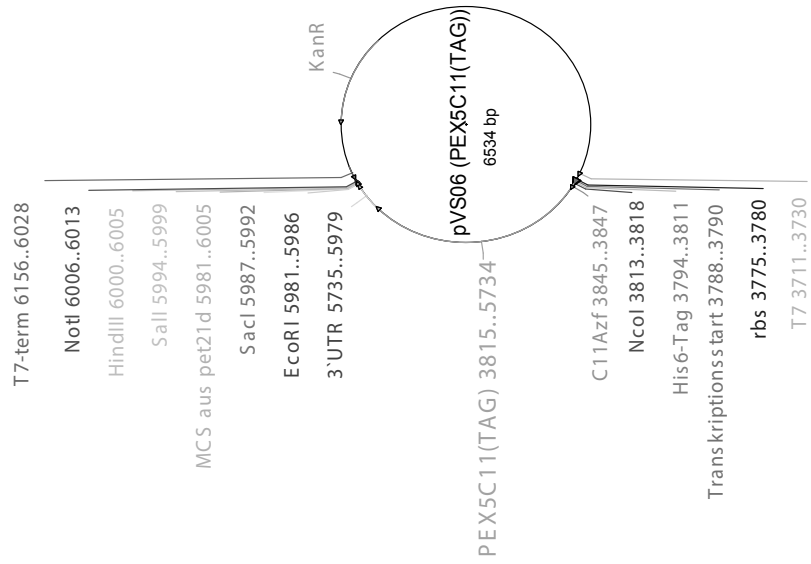 KanR
pVS06 (PEX5C11(TAG))
6534 bp
T7-term 6156..6028
NotI 6006..6013
HindIII 6000..6005
SalI 5994..5999
MCS aus pet21d 5981..6005
SacI 5987..5992
EcoRI 5981..5986
3`UTR 5735..5979
PEX5C11(TAG) 3815..5734
C11Azf 3845..3847
NcoI 3813..3818
His6-Tag 3794..3811
Transkriptionsstart 3788..3790
rbs 3775..3780
T7 3711..3730